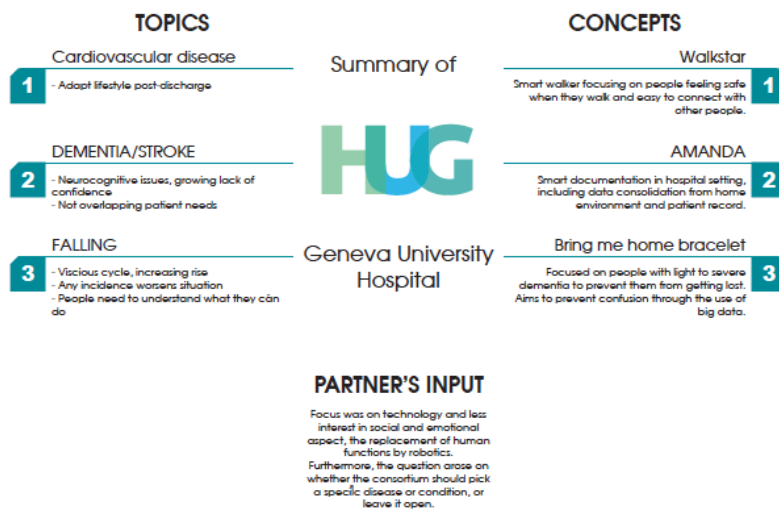 TOPICS
Cardiovascular disease
1
- Adapt lifestyle post-discharge
DEMENTIA/STROKE
2
- Neurocognitive issues, growing lack of
confidence
- Not overlapping patient needs
FALLING
3
- Viscious cycle, increasing rise
- Any incidence worsens situation
- People need to understand what they can
do
Summary of
HUG
Geneva University
Hospital
CONCEPTS
Walkstar
1
Smart walker focusing on people feeling safe
when they walk and easy to connect with
other people.
AMANDA
2
Smart documentation in hospital setting,
including data consolidation from home
environment and patient record.
Bring me home bracelet
3
Focused on people with light to severe
dementia to prevent them from getting lost.
Aims to prevent confusion through the use of
big data.
PARTNER'S INPUT
Focus was on technology and less
interest in social and emotional
aspect, the replacement of human
functions by robotics.
Furthermore, the question arose on
whether the consortium should pick
a specific disease or condition, or
leave it open.